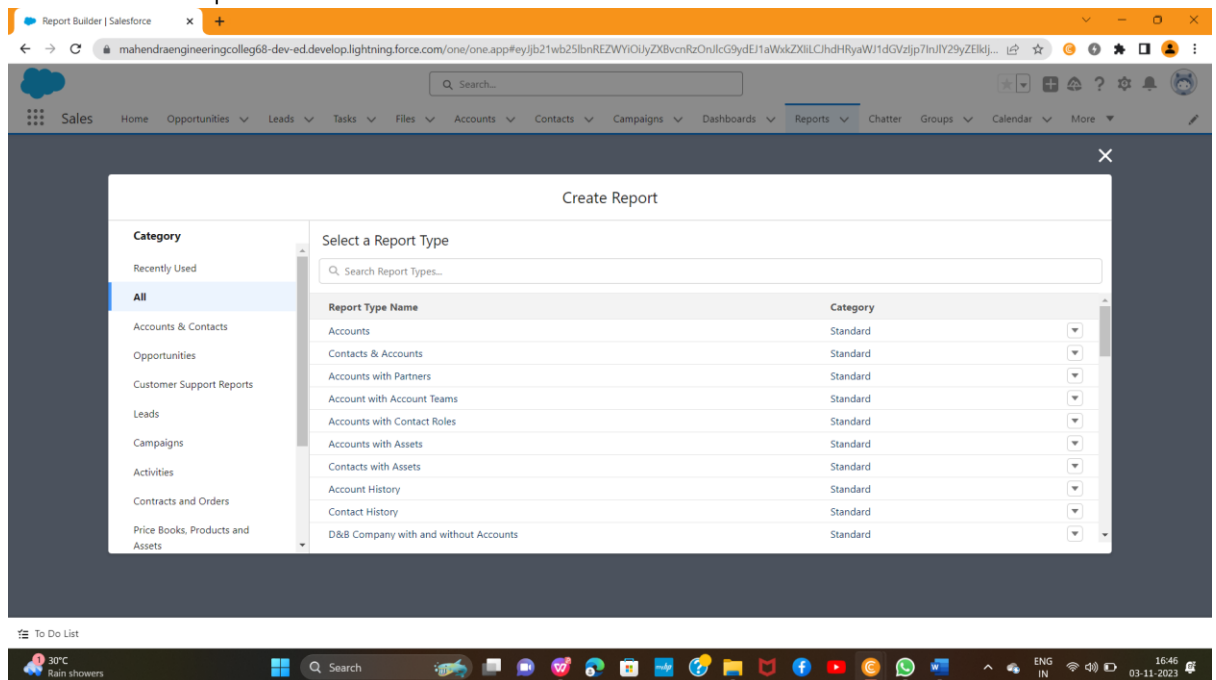 Report Builder | Salesforce
mahendraengineeringcolleg68-dev-ed.develop.lightning.force.com/one/one.app#eyJjb21wb25lbnREZWYiOiJyZXBvcnRzOnJlcG9ydEJ1aWxkZXIiLCJhdHRyaWJ1dGVzIjp7InJlY29yZElkIj...
Search...
Sales Home Opportunities Leads Tasks Files Accounts Contacts Campaigns Dashboards Reports Chatter Groups Calendar More
Create Report
Category
Recently Used
All
Accounts & Contacts
Opportunities
Customer Support Reports
Leads
Campaigns
Activities
Contracts and Orders
Price Books, Products and
Assets
Select a Report Type
Search Report Types...
Report Type Name Category
Accounts Standard
Contacts & Accounts Standard
Accounts with Partners Standard
Account with Account Teams Standard
Accounts with Contact Roles Standard
Accounts with Assets Standard
Contacts with Assets Standard
Account History Standard
Contact History Standard
D&B Company with and without Accounts Standard
To Do List
1
30°C
Rain showers
Search
ENG
IN
16:46
03-11-2023